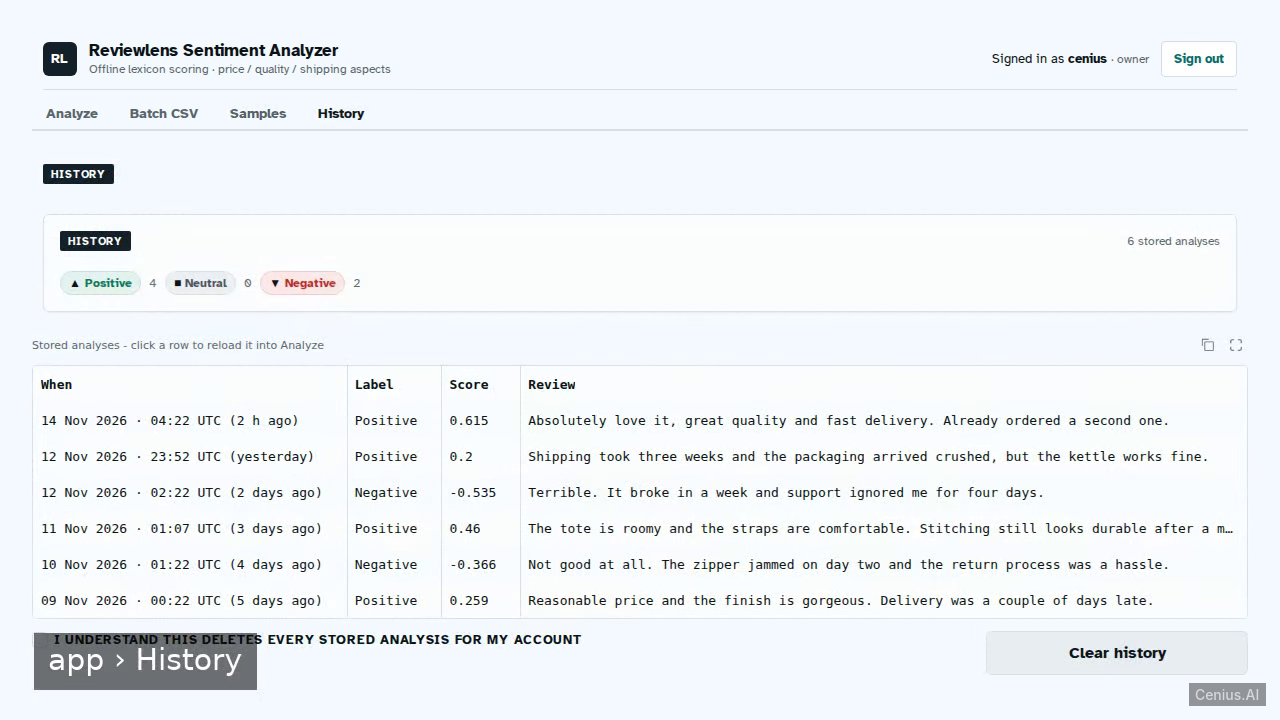 RL
Reviewlens Sentiment Analyzer
Offline lexicon scoring · price / quality / shipping aspects
Signed in as cenius · owner
Sign out
Analyze Batch CSV Samples History
HISTORY
HISTORY
6 stored analyses
▲ Positive 4 ■ Neutral 0 ▼ Negative 2
Stored analyses - click a row to reload it into Analyze
When Label Score Review
14 Nov 2026 · 04:22 UTC (2 h ago) Positive 0.615 Absolutely love it, great quality and fast delivery. Already ordered a second one.
12 Nov 2026 · 23:52 UTC (yesterday) Positive 0.2 Shipping took three weeks and the packaging arrived crushed, but the kettle works fine.
12 Nov 2026 · 02:22 UTC (2 days ago) Negative -0.535 Terrible. It broke in a week and support ignored me for four days.
11 Nov 2026 · 01:07 UTC (3 days ago) Positive 0.46 The tote is roomy and the straps are comfortable. Stitching still looks durable after a m…
10 Nov 2026 · 01:22 UTC (4 days ago) Negative -0.366 Not good at all. The zipper jammed on day two and the return process was a hassle.
09 Nov 2026 · 00:22 UTC (5 days ago) Positive 0.259 Reasonable price and the finish is gorgeous. Delivery was a couple of days late.
I UNDERSTAND THIS DELETES EVERY STORED ANALYSIS FOR MY ACCOUNT
Clear history
app › History
Cenius.AI